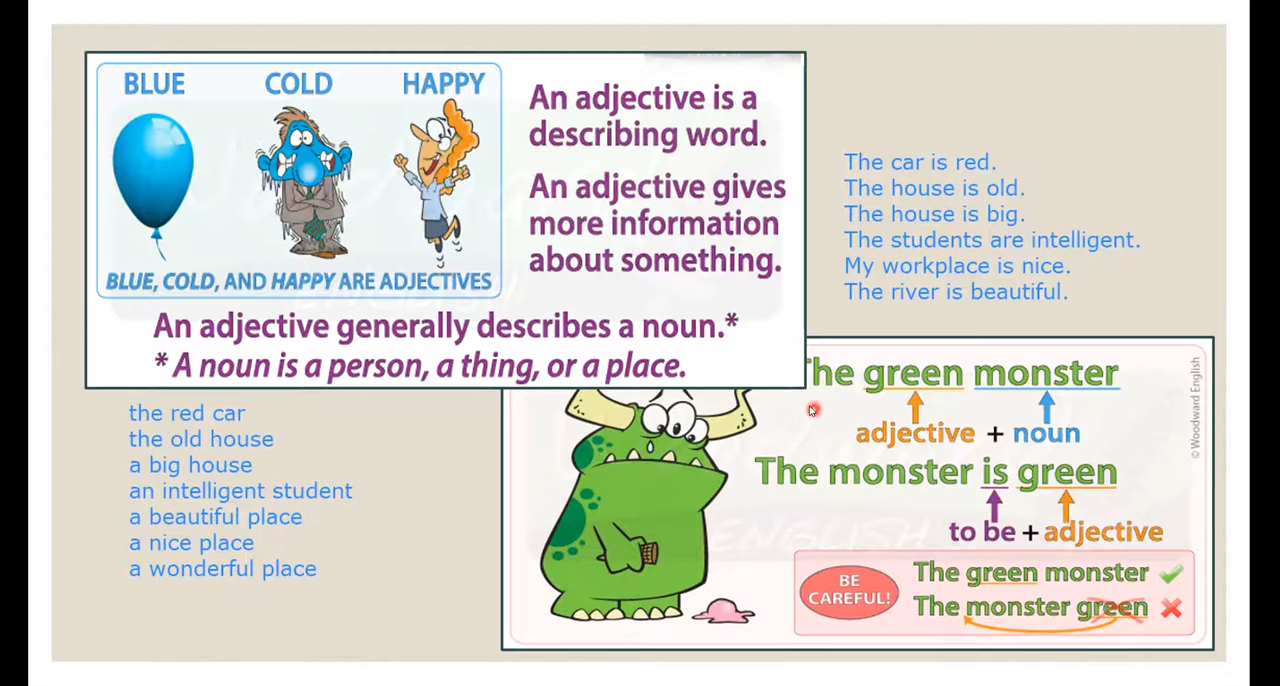 BLUE COLD HAPPY
BLUE, COLD, AND HAPPY ARE ADJECTIVES
An adjective is a
describing word.
An adjective gives
more information
about something.
An adjective generally describes a noun.*
* A noun is a person, a thing, or a place.
The car is red.
The house is old.
The house is big.
The students are intelligent.
My workplace is nice.
The river is beautiful.
the red car
the old house
a big house
an intelligent student
a beautiful place
a nice place
a wonderful place
The green monster
adjective + noun
The monster is green
to be + adjective
BE
CAREFUL!
The green monster
The monster green
© Woodward English